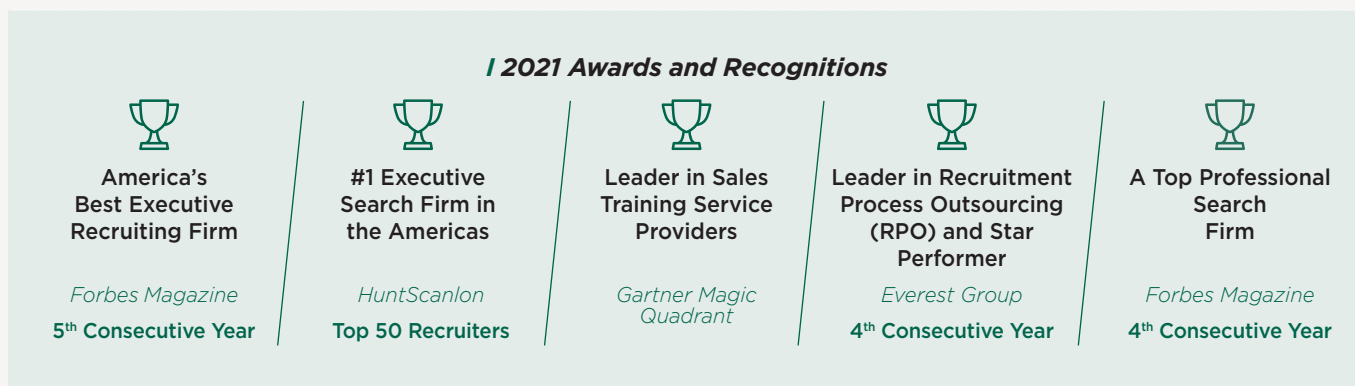 I 2021 Awards and Recognitions
America’s
Best Executive
Recruiting Firm
Forbes Magazine
5th Consecutive Year
#1 Executive
Search Firm in
the Americas
HuntScanlon
Top 50 Recruiters
Leader in Sales
Training Service
Providers
Gartner Magic
Quadrant
Leader in Recruitment
Process Outsourcing
(RPO) and Star
Performer
Everest Group
4th Consecutive Year
A Top Professional
Search
Firm
Forbes Magazine
4th Consecutive Year